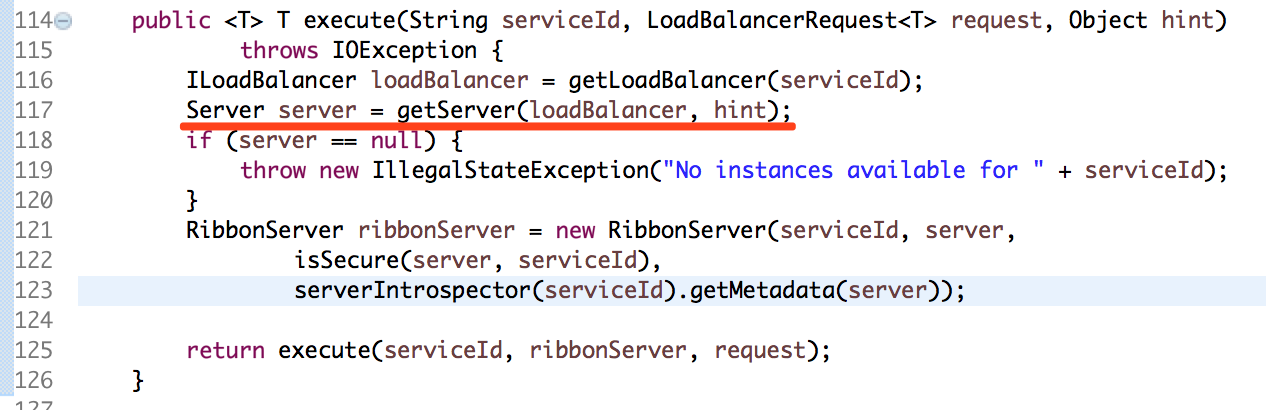 114 public <T> T execute(String serviceId, LoadBalancerRequest<T> request, Object hint)
115 throws IOException {
116 ILoadBalancer loadBalancer = getLoadBalancer(serviceId);
117 Server server = getServer(loadBalancer, hint);
118 if (server == null) {
119 throw new IllegalStateException("No instances available for " + serviceId);
120 }
121 RibbonServer ribbonServer = new RibbonServer(serviceId, server,
122 isSecure(server, serviceId),
123 serverIntrospector(serviceId).getMetadata(server));
124
125 return execute(serviceId, ribbonServer, request);
126 }
127